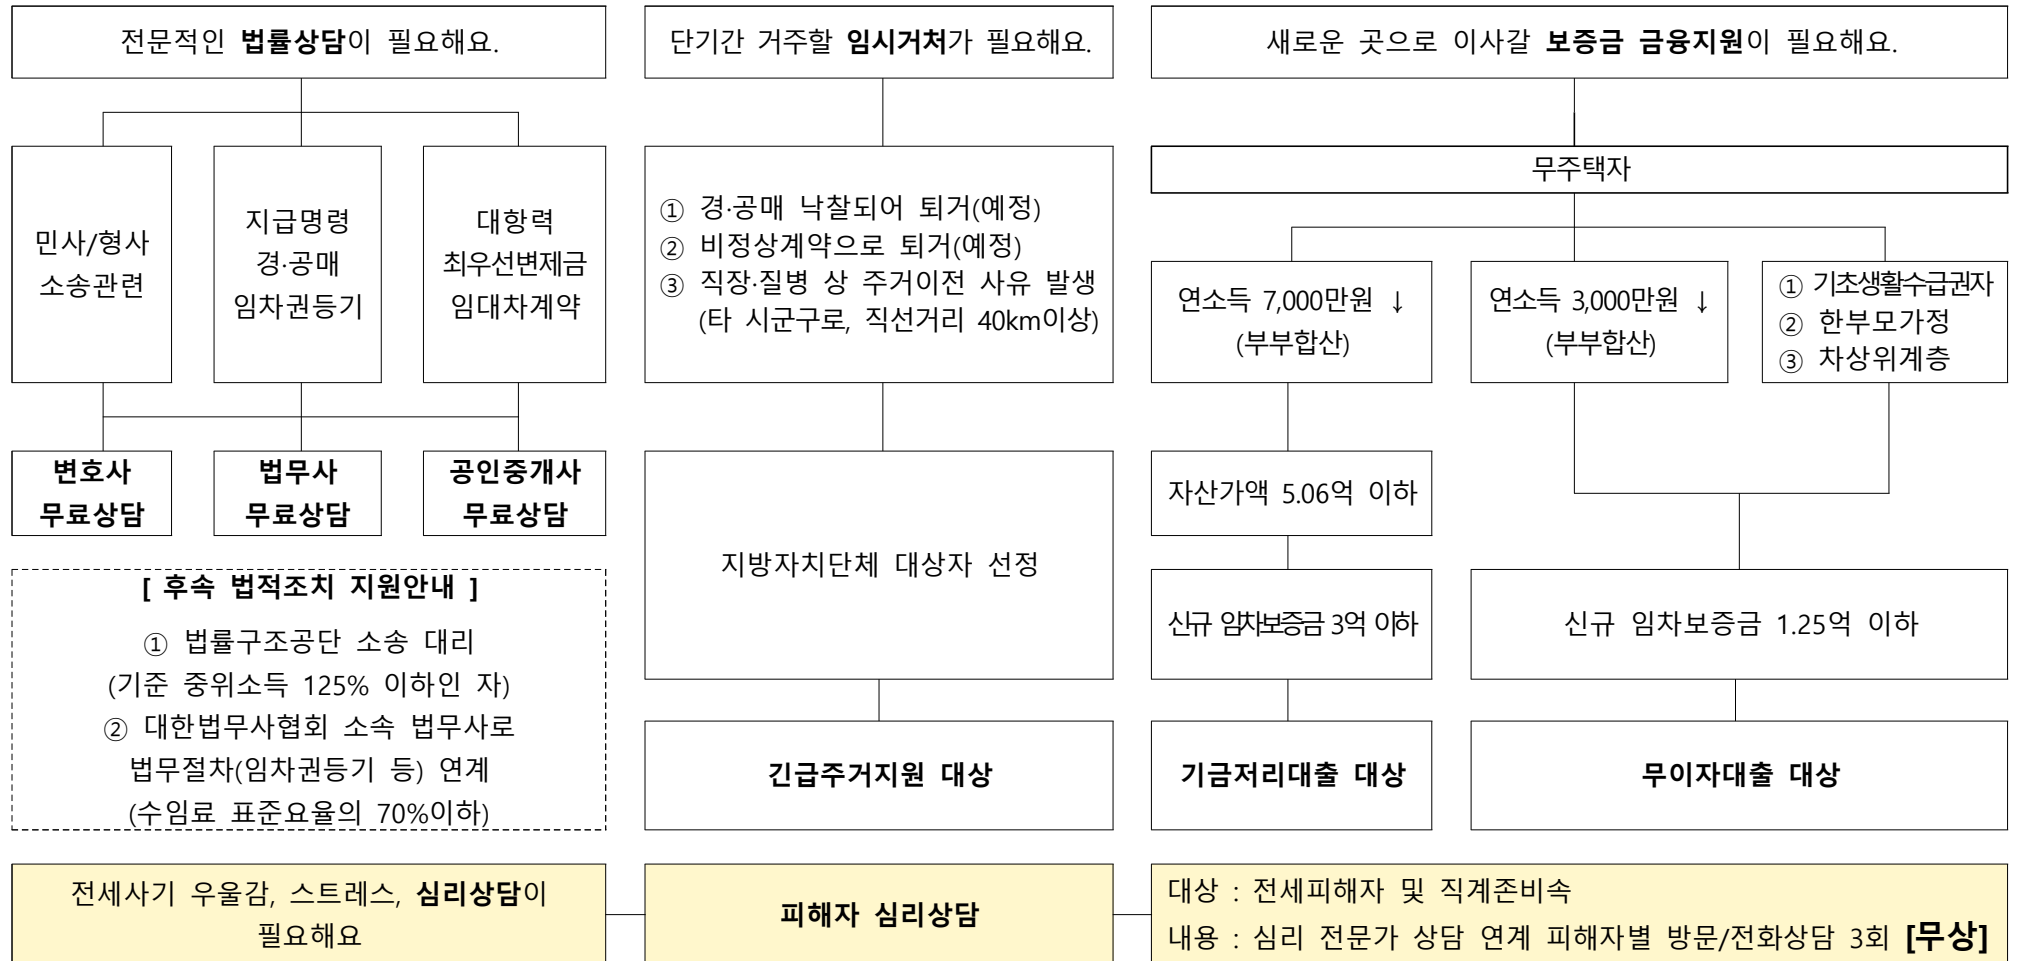 전문적인 법률상담이 필요해요.
민사/형사
소송관련
지급명령
경·공매
임차권등기
대항력
최우선변제금
임대차계약
변호사
무료상담
법무사
무료상담
공인중개사
무료상담
[ 후속 법적조치 지원안내 ]
① 법률구조공단 소송 대리
(기준 중위소득 125% 이하인 자)
② 대한법무사협회 소속 법무사로
법무절차(임차권등기 등) 연계
(수임료 표준요율의 70%이하)
단기간 거주할 임시거처가 필요해요.
① 경·공매 낙찰되어 퇴거(예정)
② 비정상계약으로 퇴거(예정)
③ 직장·질병 상 주거이전 사유 발생
(타 시군구로, 직선거리 40km이상)
지방자치단체 대상자 선정
긴급주거지원 대상
새로운 곳으로 이사갈 보증금 금융지원이 필요해요.
무주택자
연소득 7,000만원 ↓
(부부합산)
자산가액 5.06억 이하
신규 임차보증금 3억 이하
기금저리대출 대상
연소득 3,000만원 ↓
(부부합산)
① 기초생활수급권자
② 한부모가정
③ 차상위계층
신규 임차보증금 1.25억 이하
무이자대출 대상
전세사기 우울감, 스트레스, 심리상담이
필요해요
피해자 심리상담
대상 : 전세피해자 및 직계존비속
내용 : 심리 전문가 상담 연계 피해자별 방문/전화상담 3회 [무상]